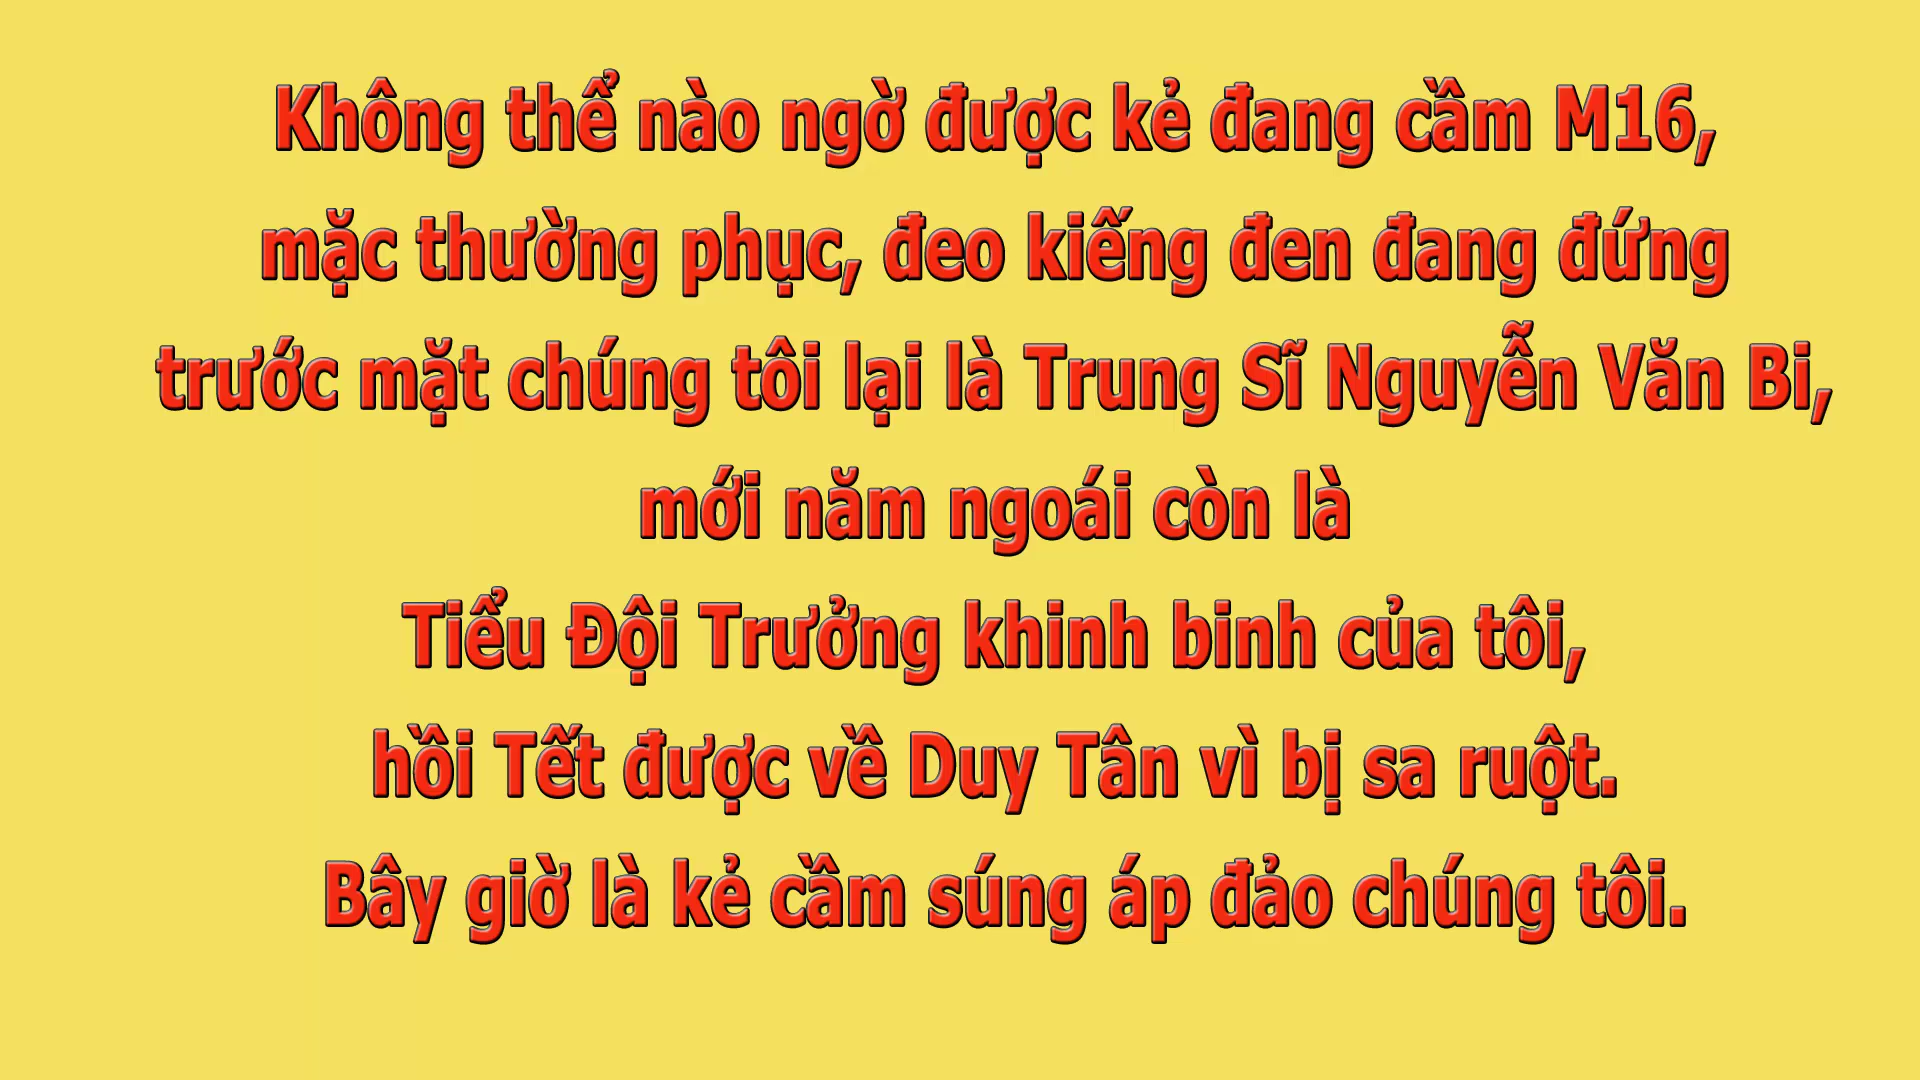 Không thể nào ngờ được kẻ đang cầm M16,
mặc thường phục, đeo kiếng đen đang đứng
trước mặt chúng tôi lại là Trung Sĩ Nguyễn Văn Bi,
mới năm ngoái còn là
Tiểu Đội Trưởng khinh binh của tôi,
hồi Tết được về Duy Tân vì bị sa ruột.
Bây giờ là kẻ cầm súng áp đảo chúng tôi.